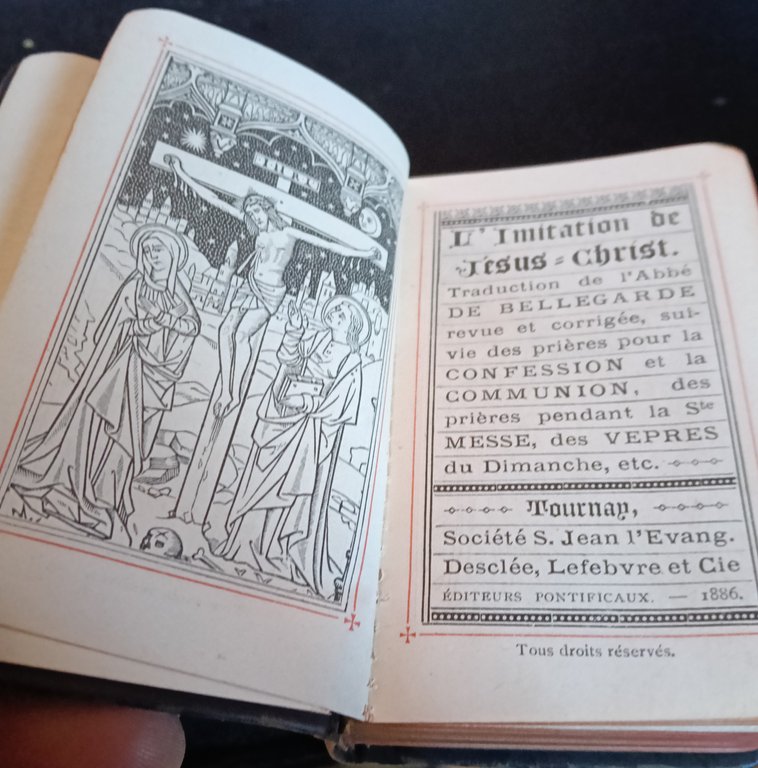 INRI
L'Imitation de
Jésus-Christ.
Traduction de l'Abbé
DE BELLEGARDE
revue et corrigée, sui-
vie des prières pour la
CONFESSION et la
COMMUNION, des
prières pendant la Ste
MESSE, des VEPRES
du Dimanche, etc.
Tournay,
Société S. Jean l'Evang.
Desclée, Lefebvre et Cie
ÉDITEURS PONTIFICAUX. — 1886.
Tous droits réservés.